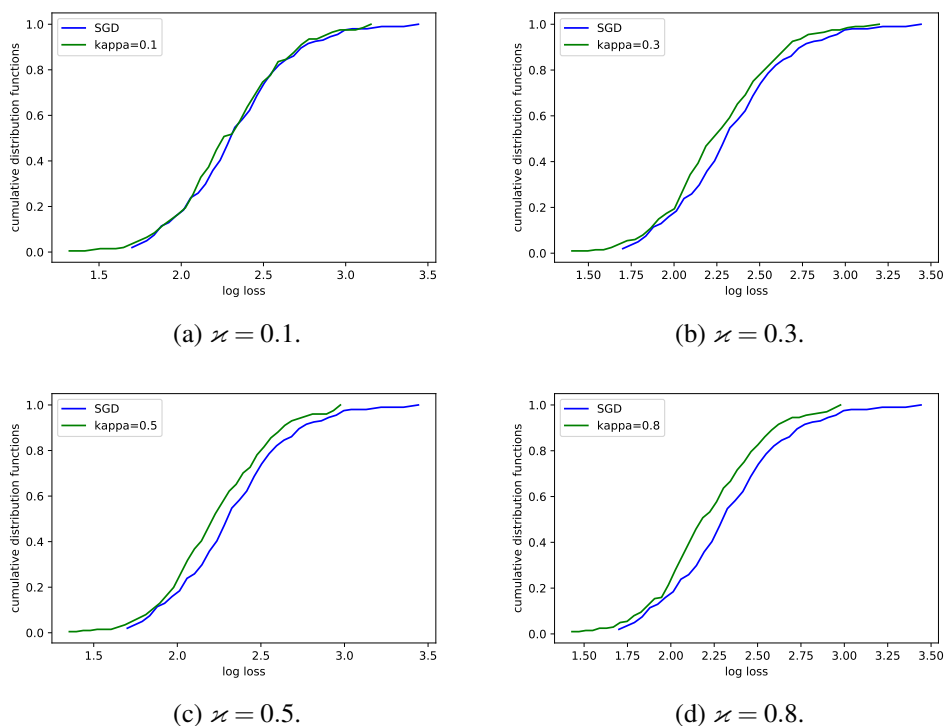 1.0
0.8
0.6
0.4
0.2
0.0
cumulative distribution functions
SGD
kappa=0.1
1.5 2.0 2.5 3.0 3.5
log loss
(a) ϰ = 0.1.
1.0
0.8
0.6
0.4
0.2
0.0
cumulative distribution functions
SGD
kappa=0.3
1.50 1.75 2.00 2.25 2.50 2.75 3.00 3.25 3.50
log loss
(b) ϰ = 0.3.
1.0
0.8
0.6
0.4
0.2
0.0
cumulative distribution functions
SGD
kappa=0.5
1.5 2.0 2.5 3.0 3.5
log loss
(c) ϰ = 0.5.
1.0
0.8
0.6
0.4
0.2
0.0
cumulative distribution functions
SGD
kappa=0.8
1.50 1.75 2.00 2.25 2.50 2.75 3.00 3.25 3.50
log loss
(d) ϰ = 0.8.